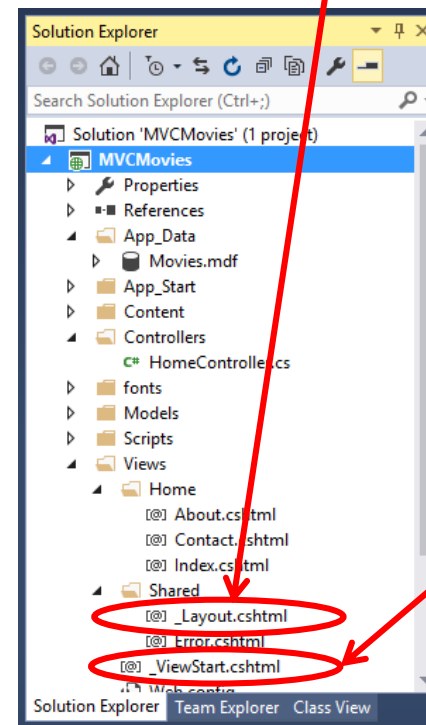 Solution Explorer
Search Solution Explorer (Ctrl+;)
Solution 'MVCMovies' (1 project)
MVCMovies
Properties
References
App_Data
Movies.mdf
App_Start
Content
Controllers
C# HomeController.cs
fonts
Models
Scripts
Views
Home
[@] About.cshtml
[@] Contact.cshtml
[@] Index.cshtml
Shared
[@] _Layout.cshtml
[@] Error.cshtml
[@] _ViewStart.cshtml
Web.config
Solution Explorer Team Explorer Class View